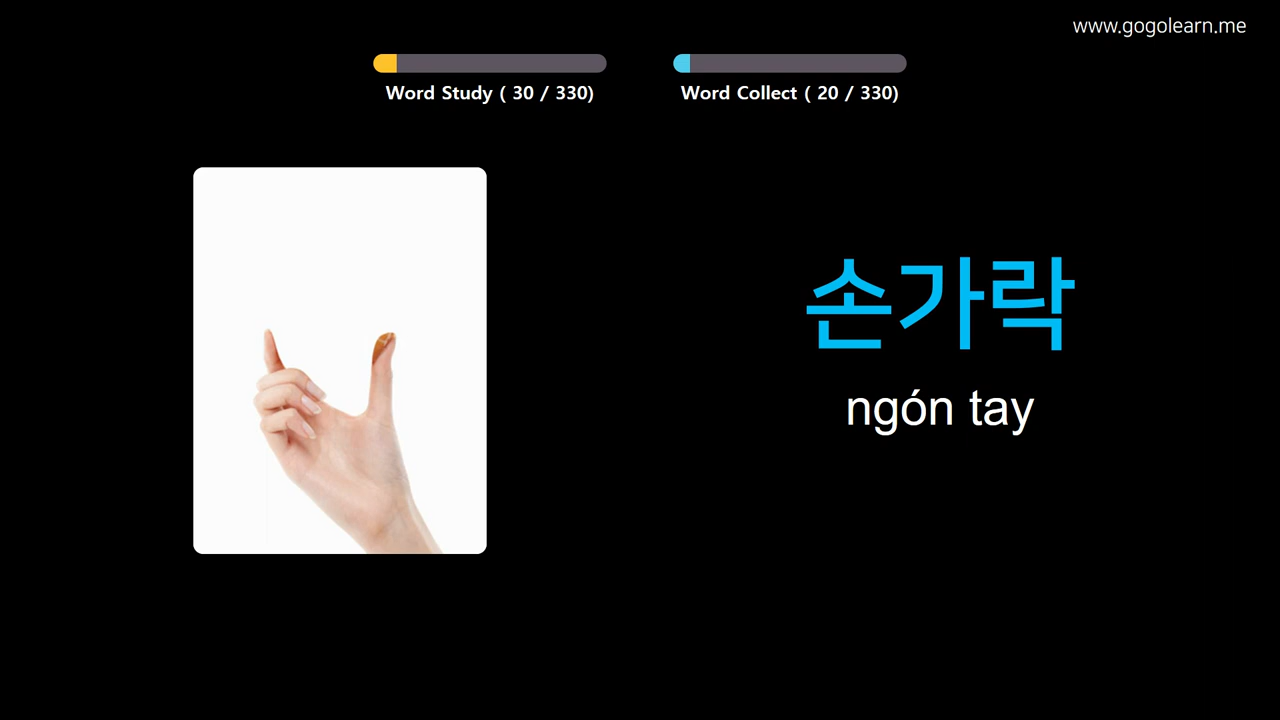 www.gogolearn.me
Word Study ( 30 / 330)
Word Collect ( 20 / 330)
손가락
ngón tay